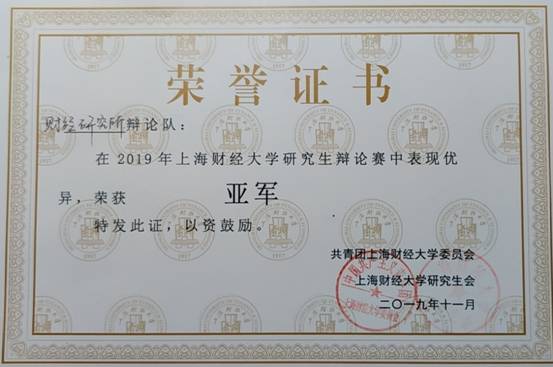 荣誉证书
财经研究所辩论队：
在2019年上海财经大学研究生辩论赛中表现优
异，荣获 亚军
特发此证，以资鼓励。
共青团上海财经大学委员会
上海财经大学研究生会
二〇一九年十一月